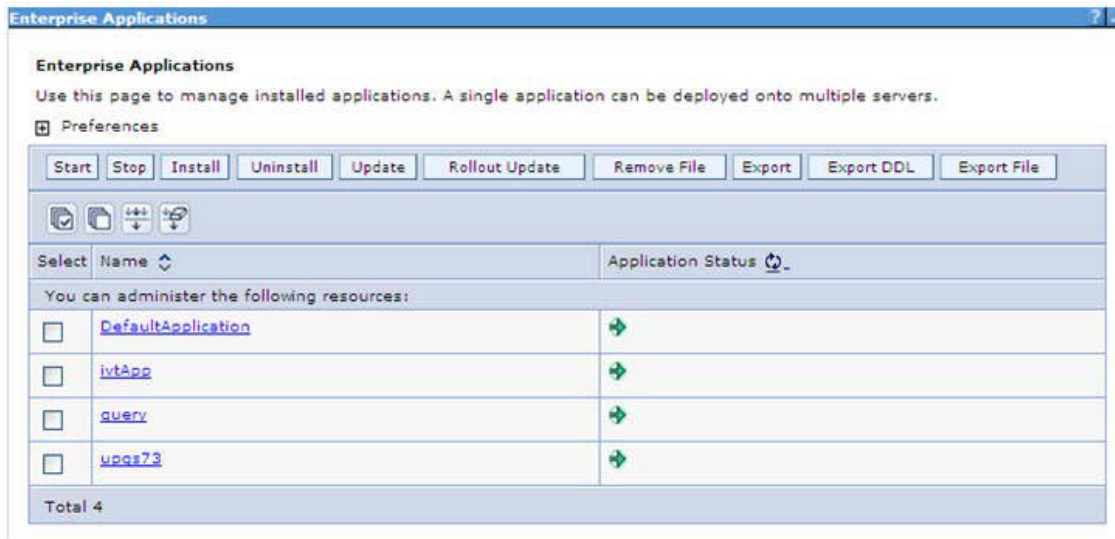 Enterprise Applications
?
Enterprise Applications
Use this page to manage installed applications. A single application can be deployed onto multiple servers.
Preferences
Start Stop Install Uninstall Update Rollout Update Remove File Export Export DDL Export File
Select Name Application Status
You can administer the following resources:
DefaultApplication
ivtApp
query
upgs73
Total 4